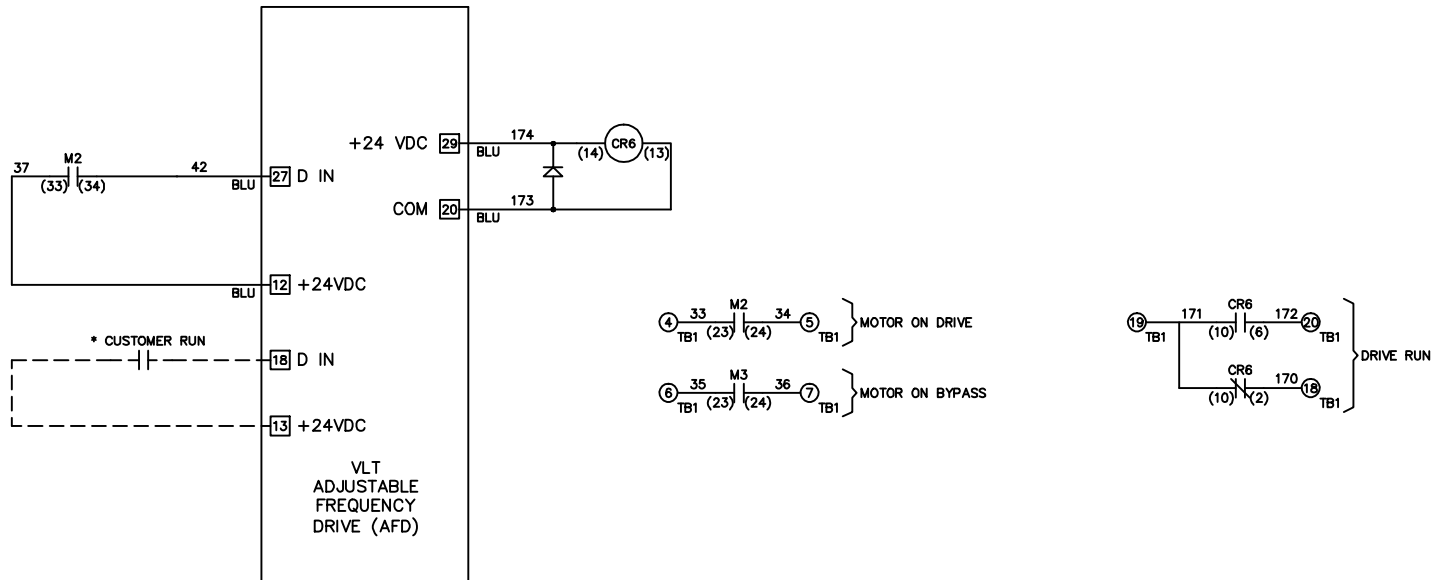 +24 VDC 29 174 BLU (14) CR6 (13)
37 M2 (33) (34) 42 BLU 27 D IN
COM 20 173 BLU
BLU 12 +24VDC
* CUSTOMER RUN 18 D IN
13 +24VDC
VLT
ADJUSTABLE
FREQUENCY
DRIVE (AFD)
4 TB1 33 M2 (23) (24) 34 5 TB1 MOTOR ON DRIVE
6 TB1 35 M3 (23) (24) 36 7 TB1 MOTOR ON BYPASS
19 TB1 171 CR6 (10) (6) 172 20 TB1
DRIVE RUN
CR6 (10) (2) 170 18 TB1